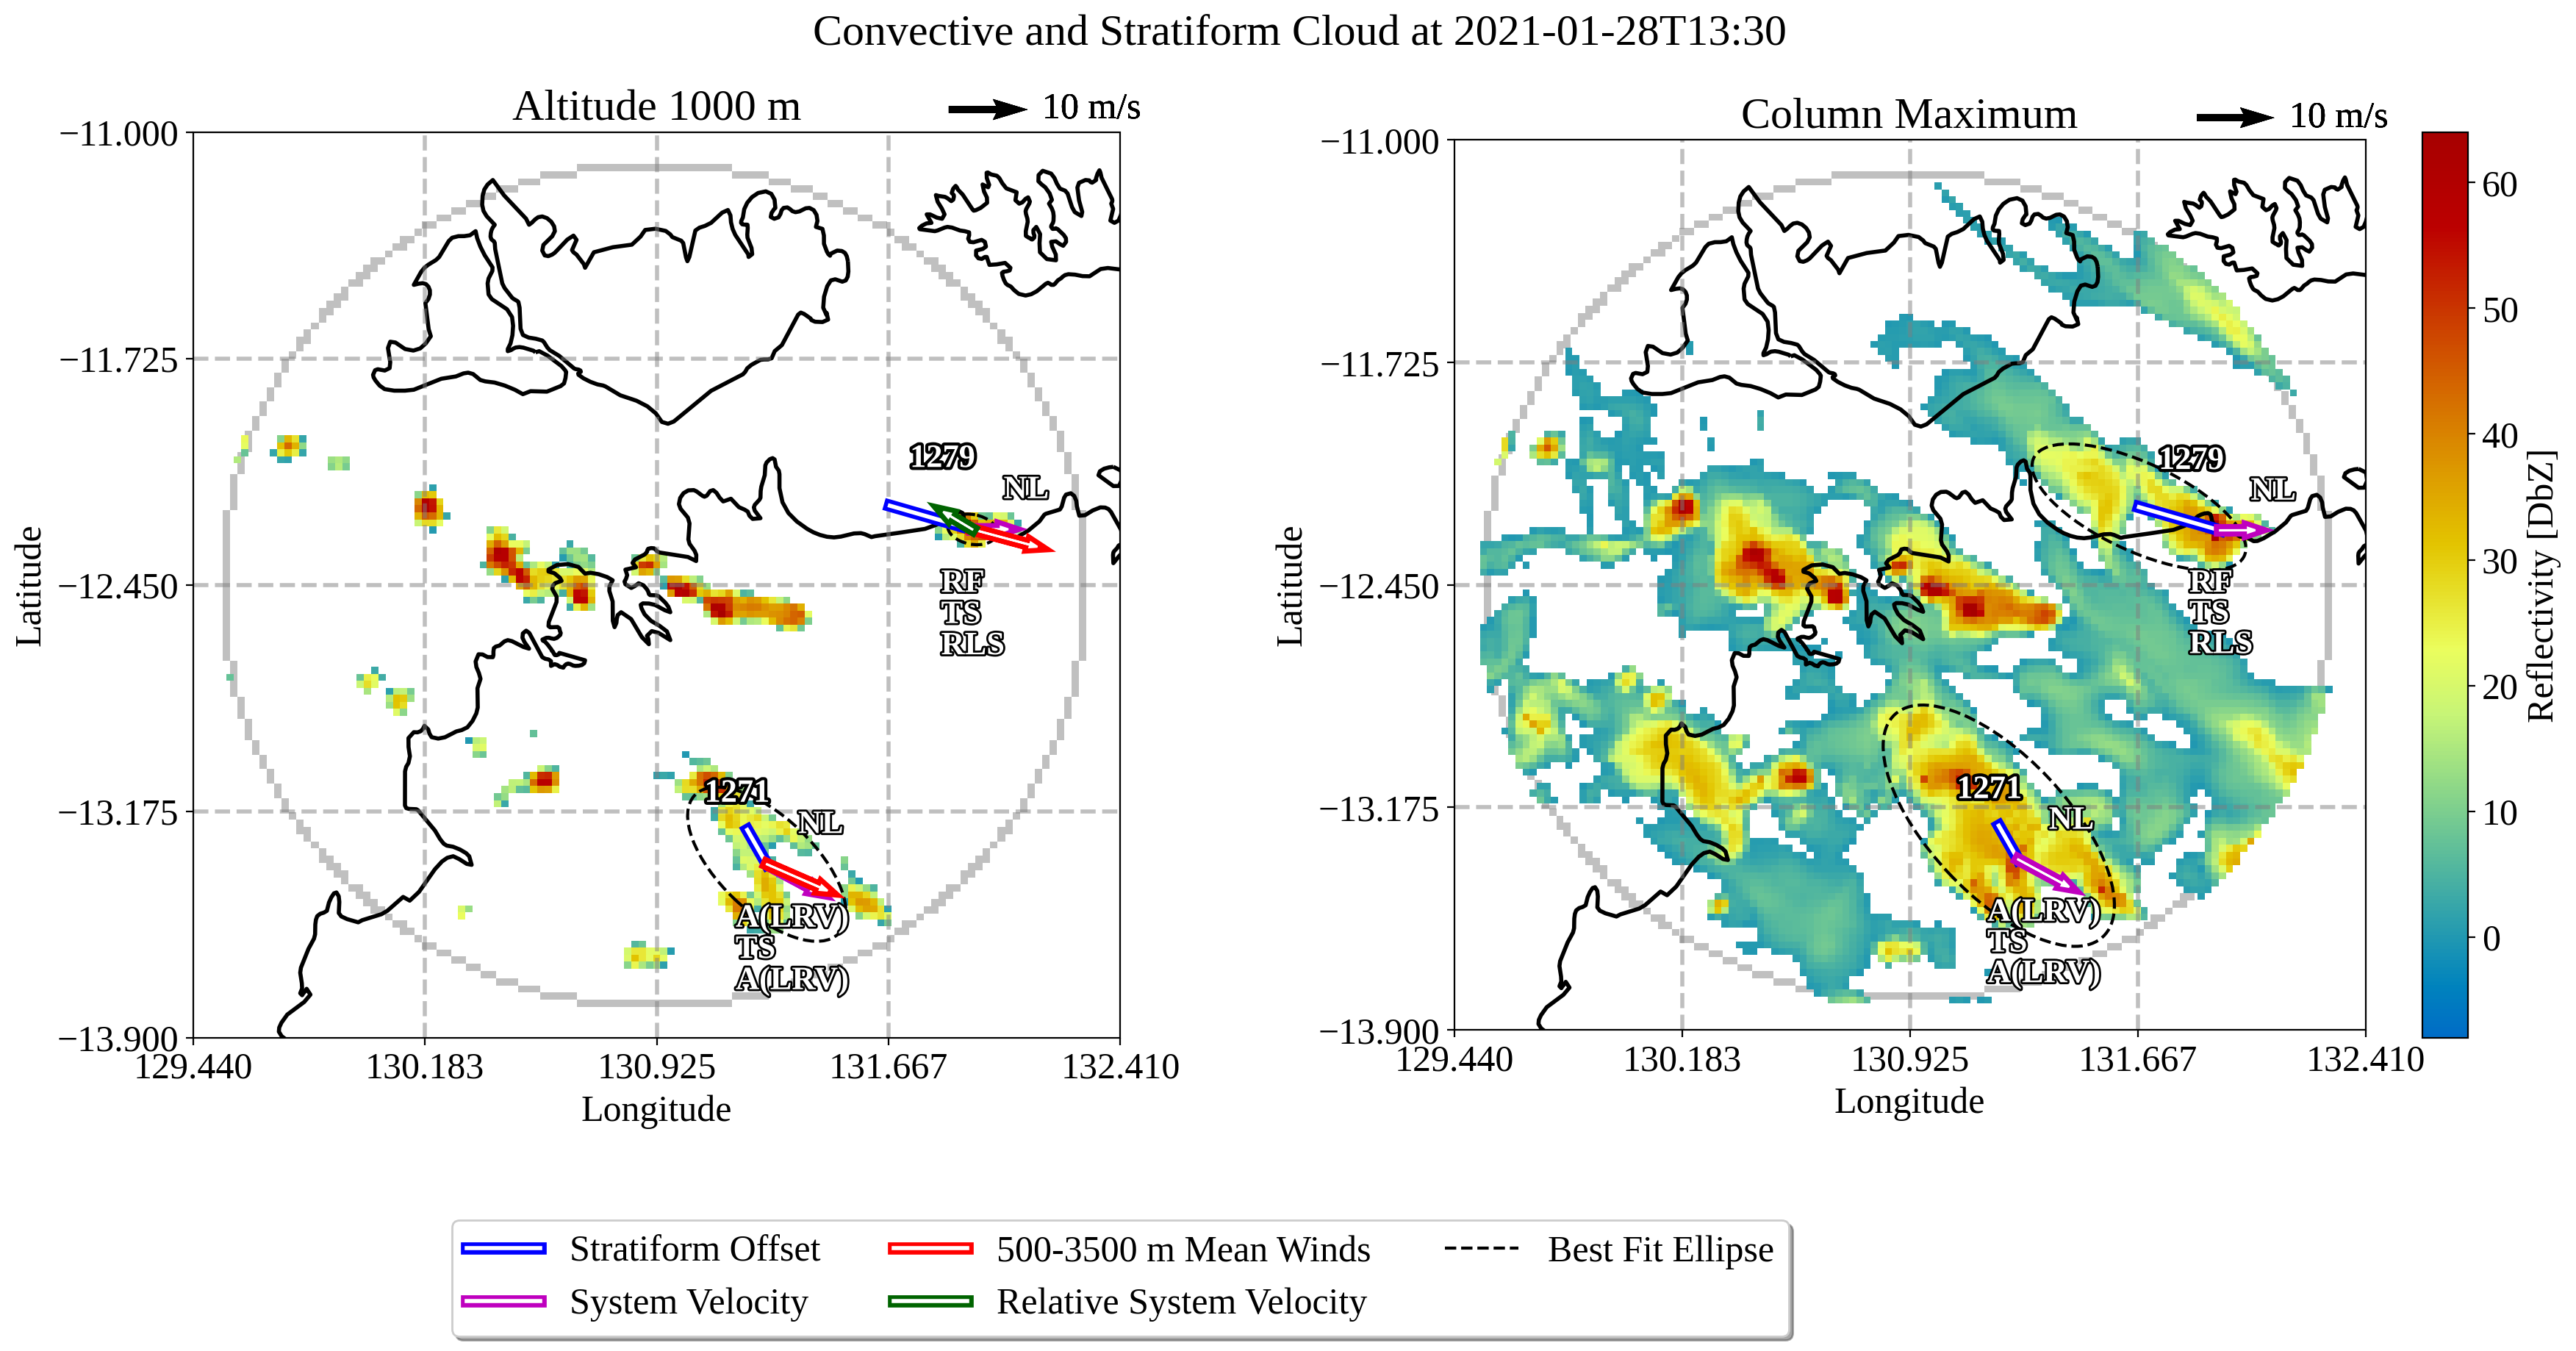 Convective and Stratiform Cloud at 2021-01-28T13:30
Altitude 1000 m
10 m/s
−11.000
−11.725
−12.450
−13.175
−13.900
Latitude
129.440
130.183
130.925
131.667
132.410
Longitude
1279
NL
RF
TS
RLS
1271
NL
A(LRV)
TS
A(LRV)
Column Maximum
10 m/s
−11.000
−11.725
−12.450
−13.175
−13.900
Latitude
129.440
130.183
130.925
131.667
132.410
Longitude
1279
NL
RF
TS
RLS
1271
NL
A(LRV)
TS
A(LRV)
60
50
40
30
20
10
0
Reflectivity [DbZ]
Stratiform Offset
System Velocity
500-3500 m Mean Winds
Relative System Velocity
Best Fit Ellipse